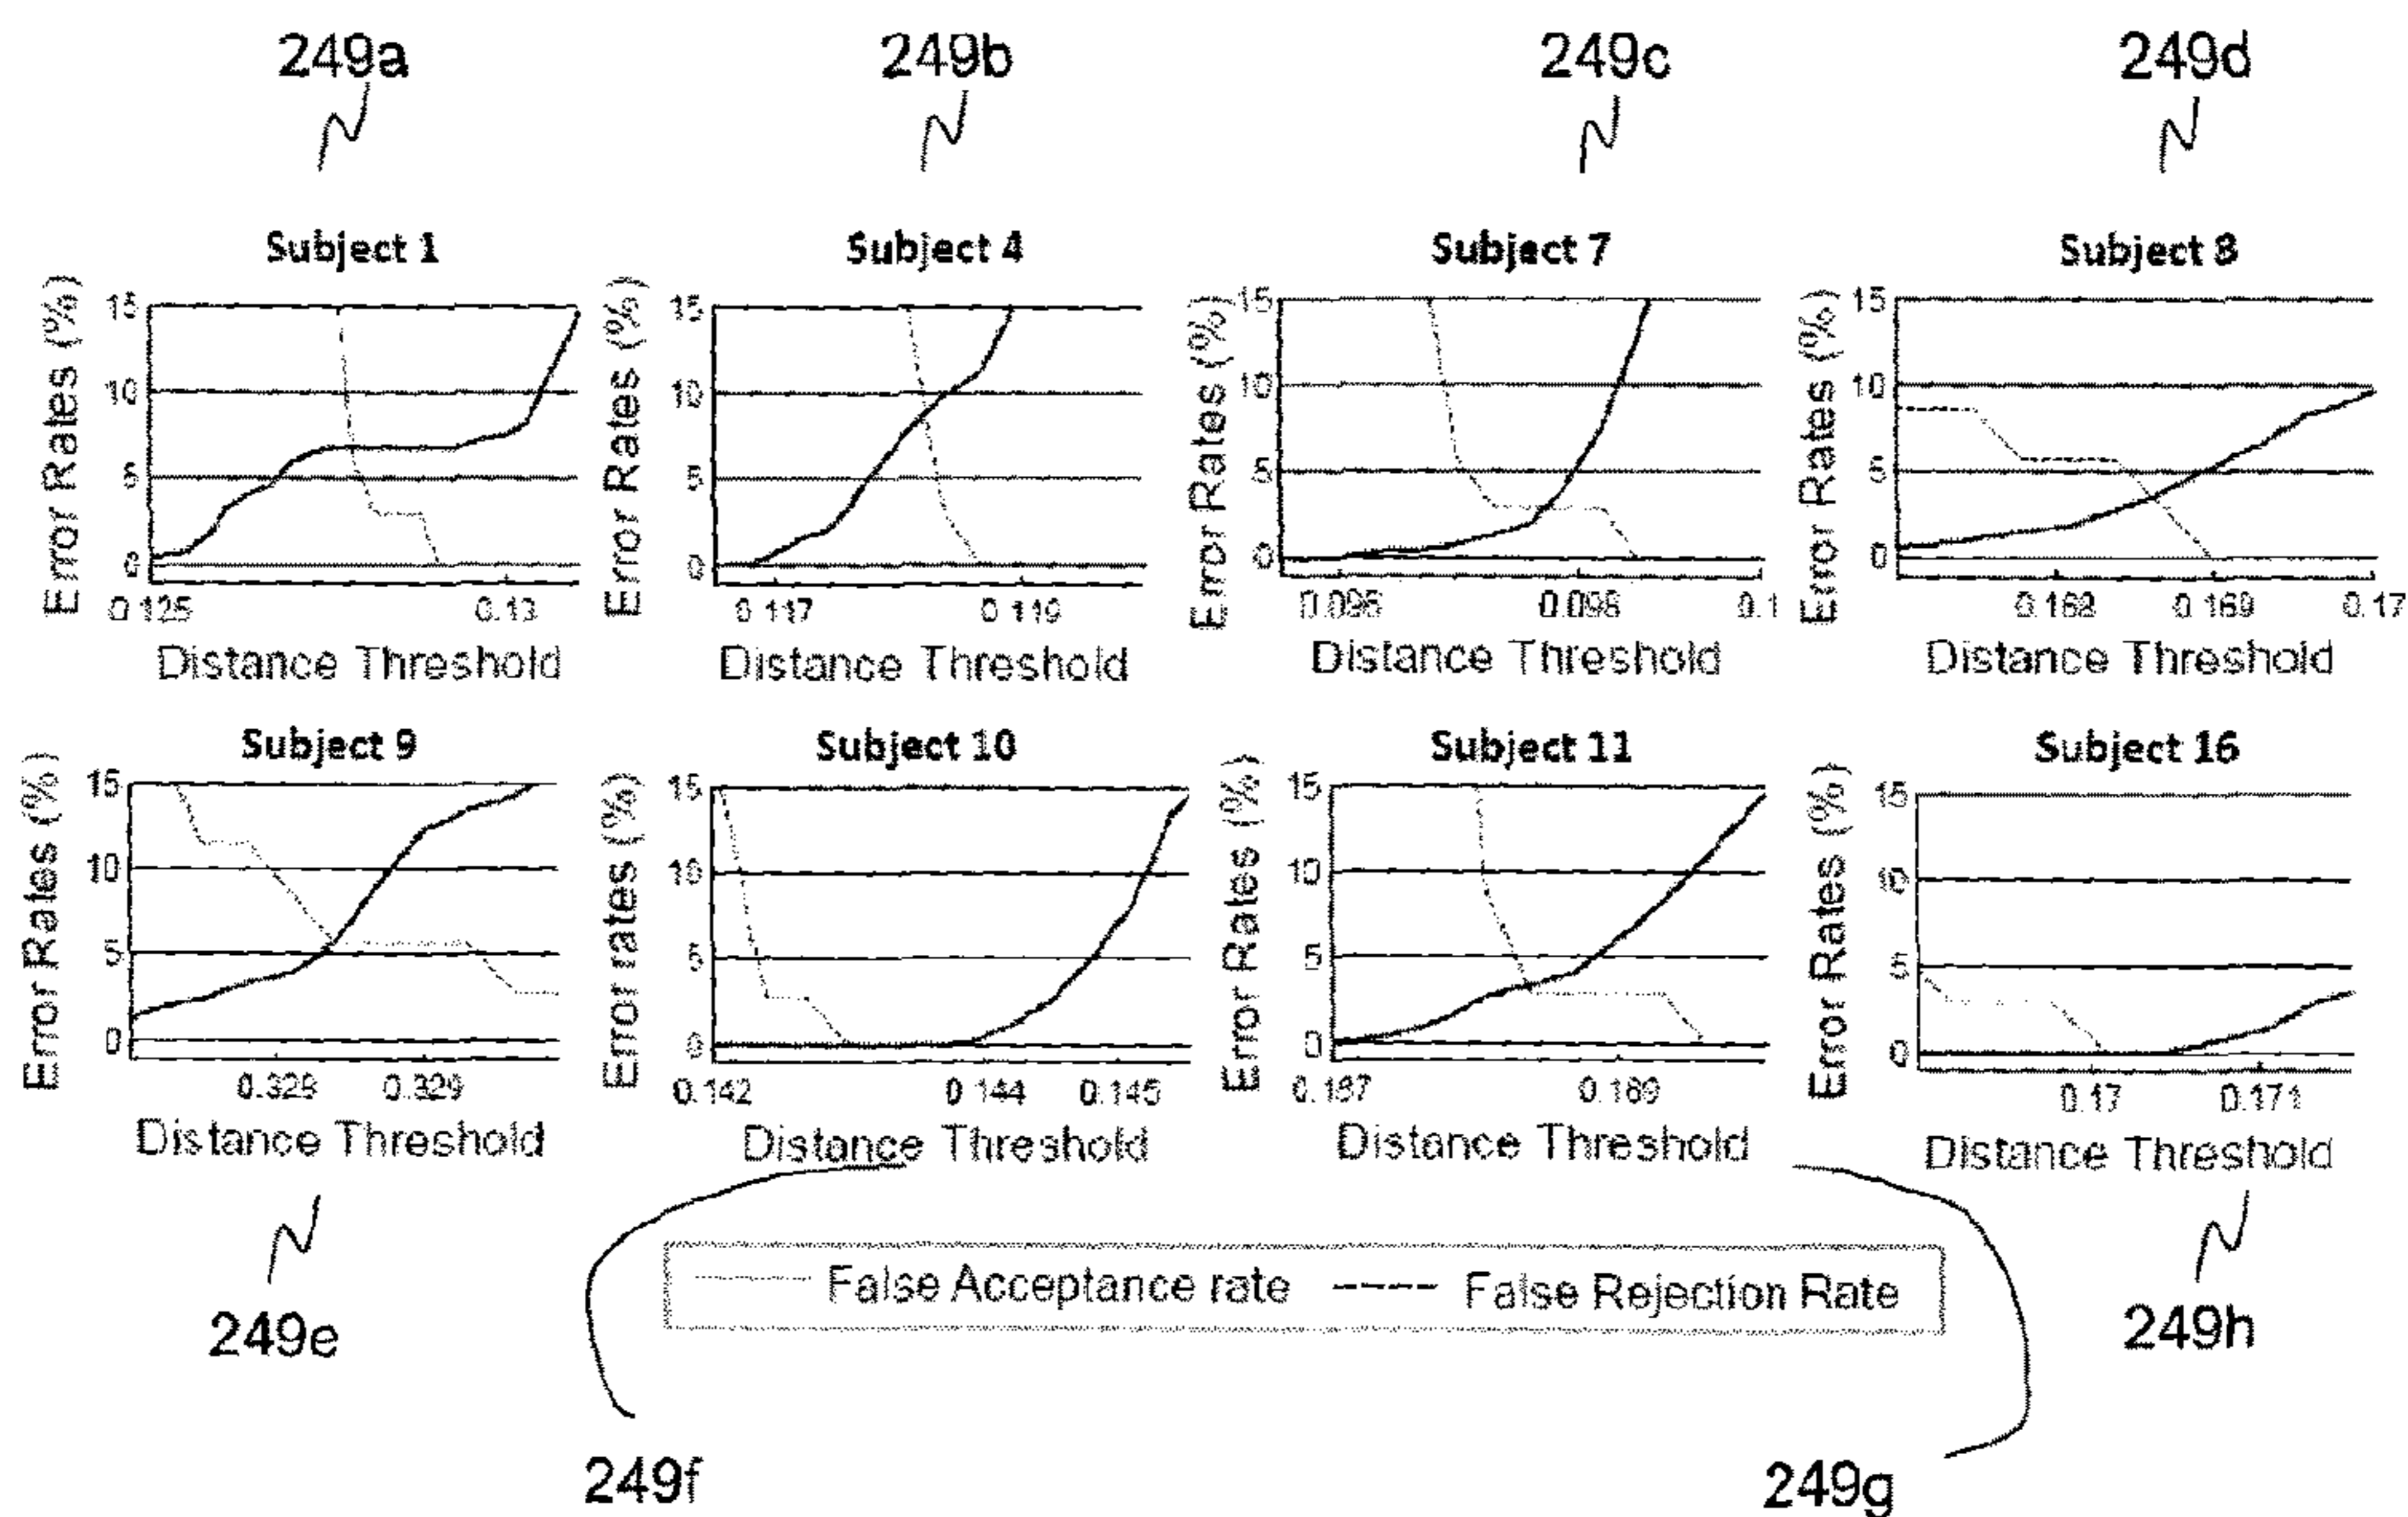 249a 249b 249c 249d
Subject 1 Subject 4 Subject 7 Subject 8
Error Rates (%) Error Rates (%) Error Rates (%) Error Rates (%)
15 15 15 15
10 10 10 10
5 5 5 5
0 0 0 0
0.125 0.13 0.117 0.119 0.098 0.1 0.168 0.169 0.17
Distance Threshold Distance Threshold Distance Threshold Distance Threshold
Subject 9 Subject 10 Subject 11 Subject 16
Error Rates (%) Error rates (%) Error Rates (%) Error Rates (%)
15 15 15 15
10 10 10 10
5 5 5 5
0 0 0 0
0.329 0.142 0.144 0.145 0.187 0.189 0.17 0.171
Distance Threshold Distance Threshold Distance Threshold Distance Threshold
False Acceptance rate False Rejection Rate
249e 249h
249f 249g